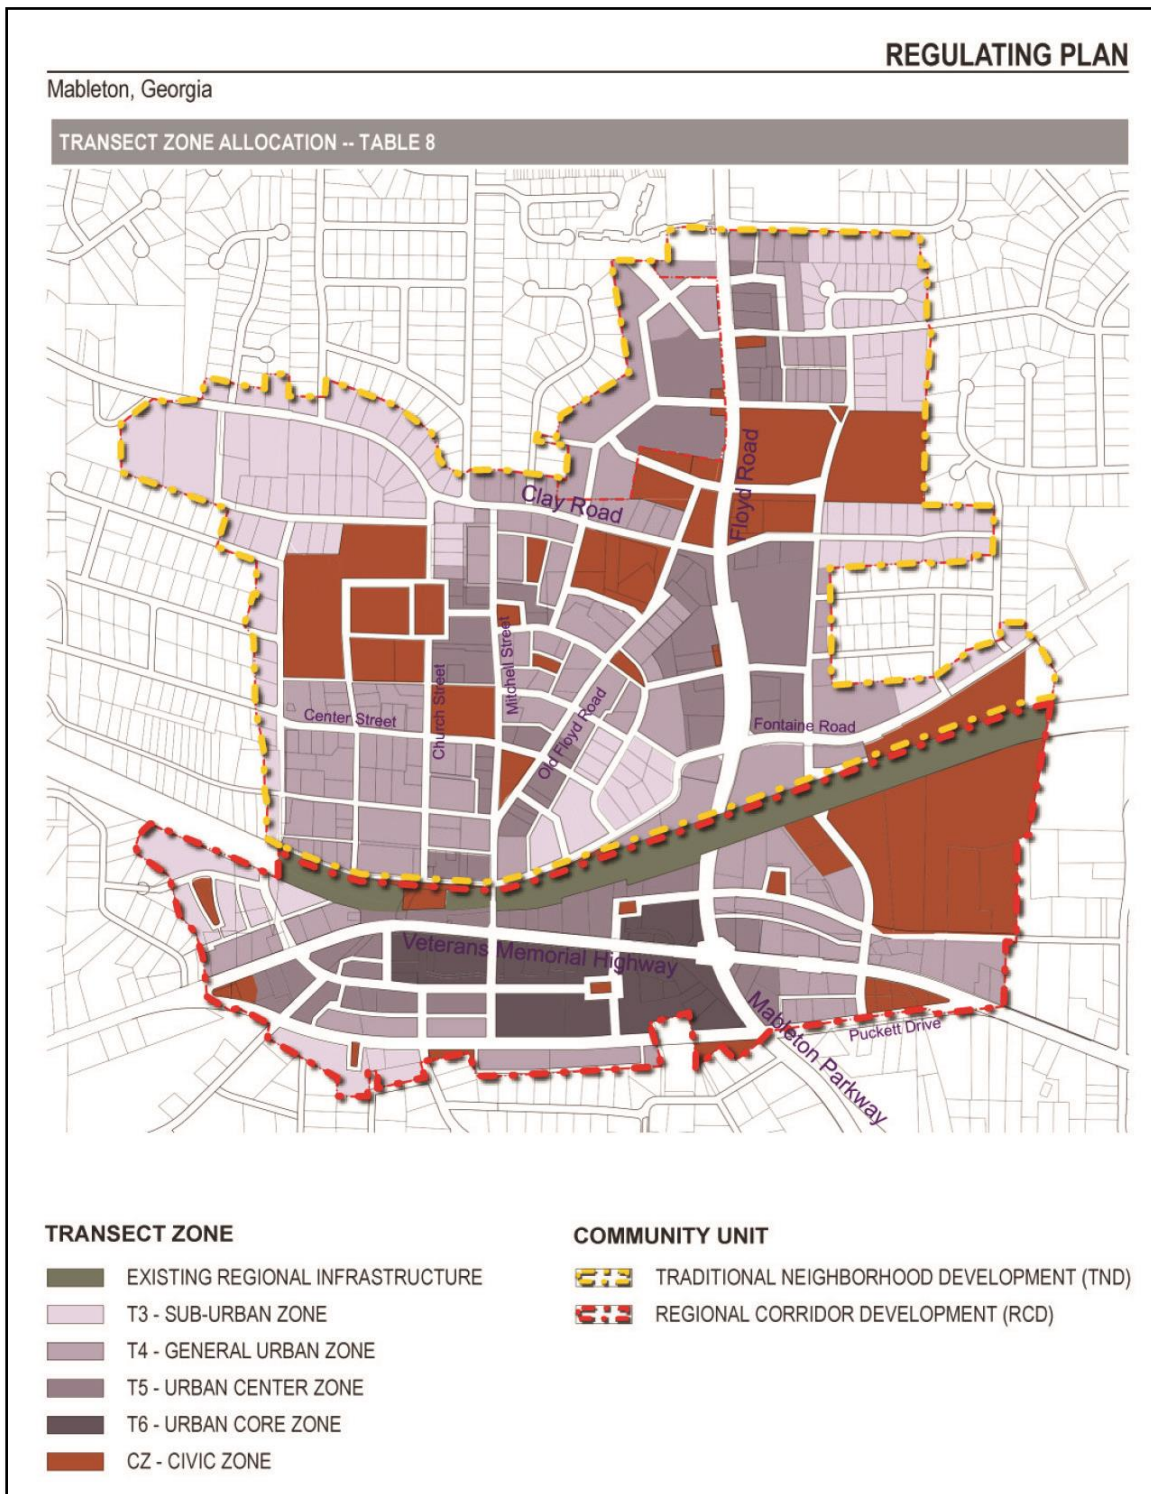 REGULATING PLAN
Mableton, Georgia
TRANSECT ZONE ALLOCATION -- TABLE 8
Clay Road
Floyd Road
Mitchell Street
Church Street
Center Street
Old Floyd Road
Fontaine Road
Veterans Memorial Highway
Mableton Parkway
Puckett Drive
TRANSECT ZONE
EXISTING REGIONAL INFRASTRUCTURE
T3 - SUB-URBAN ZONE
T4 - GENERAL URBAN ZONE
T5 - URBAN CENTER ZONE
T6 - URBAN CORE ZONE
CZ - CIVIC ZONE
COMMUNITY UNIT
TRADITIONAL NEIGHBORHOOD DEVELOPMENT (TND)
REGIONAL CORRIDOR DEVELOPMENT (RCD)